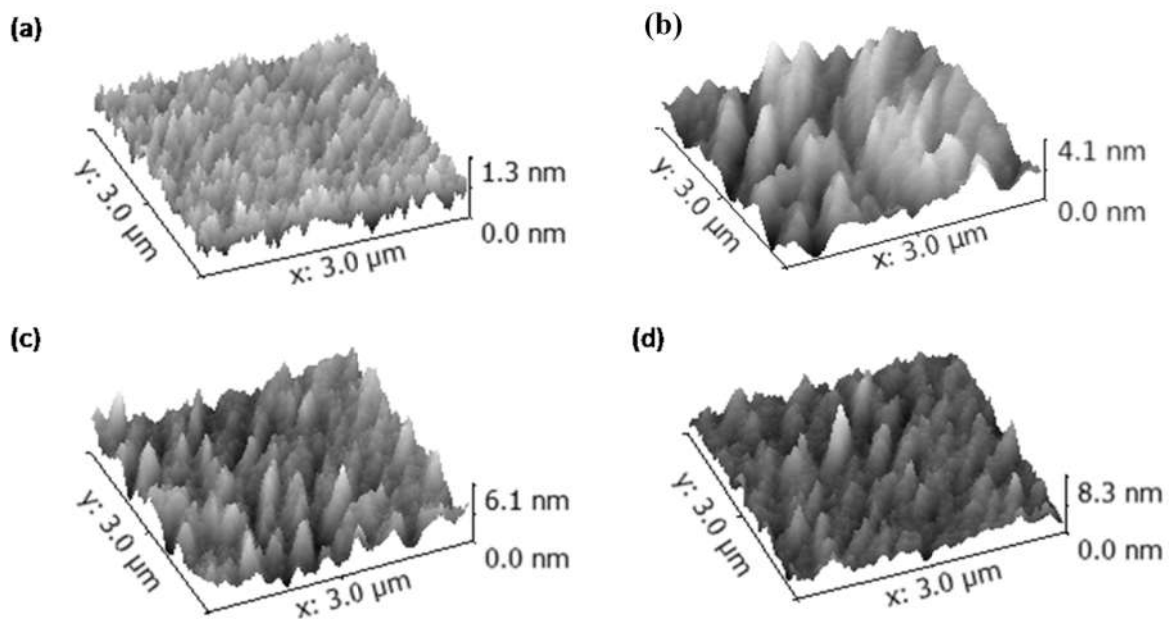 (a)
1.3 nm
0.0 nm
y: 3.0 µm
x: 3.0 µm
(b)
4.1 nm
0.0 nm
y: 3.0 µm
x: 3.0 µm
(c)
6.1 nm
0.0 nm
y: 3.0 µm
x: 3.0 µm
(d)
8.3 nm
0.0 nm
y: 3.0 µm
x: 3.0 µm